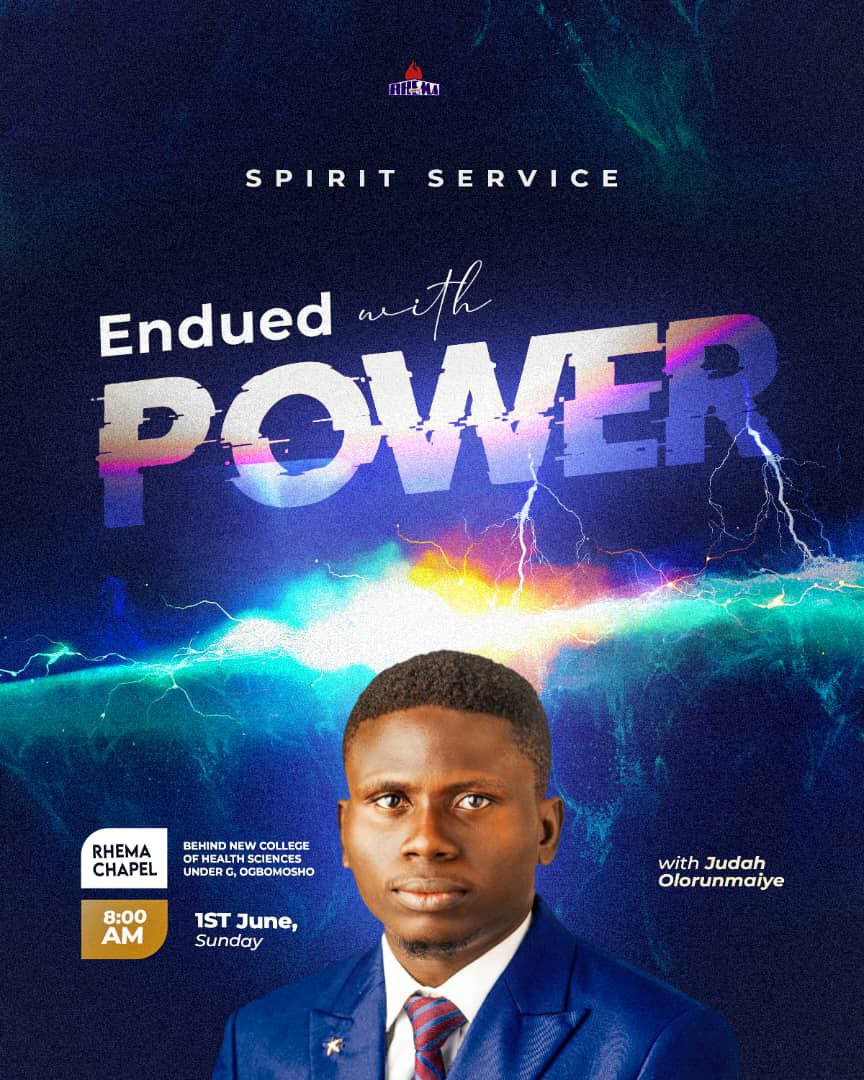 RHEMA
SPIRIT SERVICE
Endued with
POWER
RHEMA
CHAPEL
BEHIND NEW COLLEGE
OF HEALTH SCIENCES
UNDER G, OGBOMOSHO
8:00
AM
1ST June,
Sunday
with Judah
Olorunmaiye